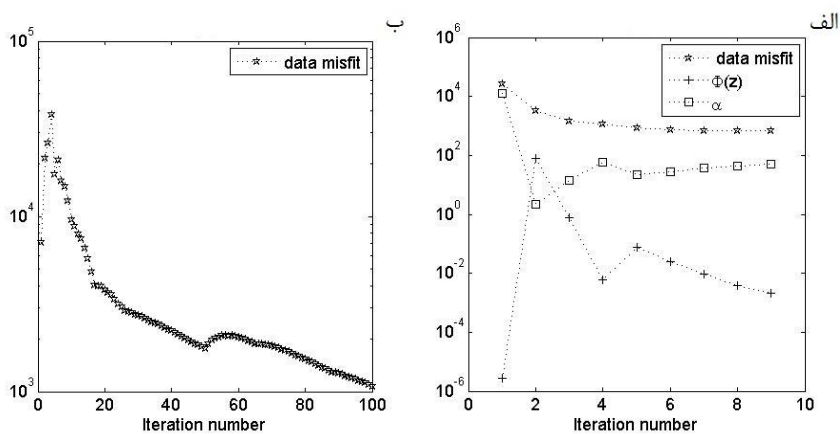 ب
10^5
10^4
10^3
data misfit
0 20 40 60 80 100
Iteration number
الف
10^6
10^4
10^2
10^0
10^-2
10^-4
10^-6
data misfit
Φ(z)
α
0 2 4 6 8 10
Iteration number